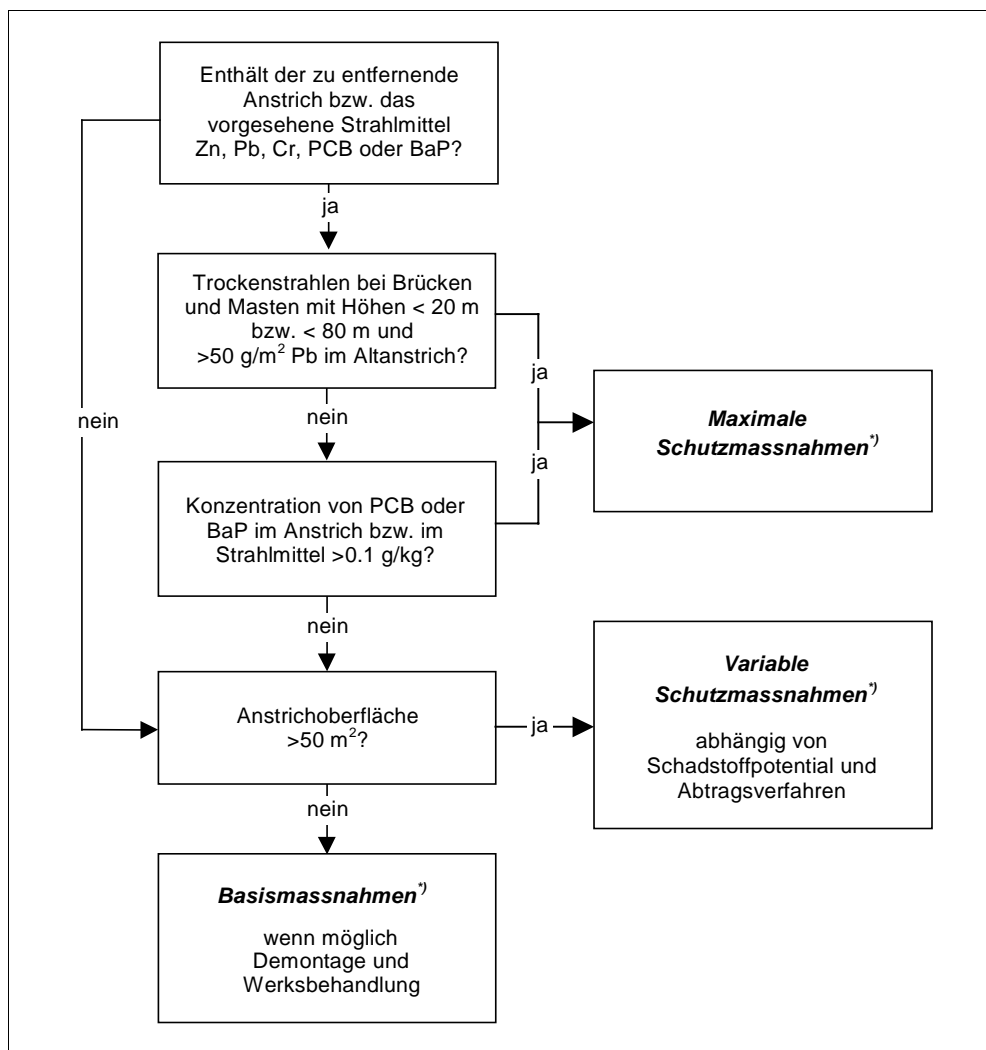 Enthält der zu entfernende
Anstrich bzw. das
vorgesehene Strahlmittel
Zn, Pb, Cr, PCB oder BaP?
ja
Trockenstrahlen bei Brücken
und Masten mit Höhen < 20 m
bzw. < 80 m und
>50 g/m² Pb im Altanstrich?
ja
nein
nein
Maximale
Schutzmassnahmen*)
ja
Konzentration von PCB oder
BaP im Anstrich bzw. im
Strahlmittel >0.1 g/kg?
nein
Anstrichoberfläche
>50 m²?
ja
Variable
Schutzmassnahmen*)
abhängig von
Schadstoffpotential und
Abtragsverfahren
nein
Basismassnahmen*)
wenn möglich
Demontage und
Werksbehandlung